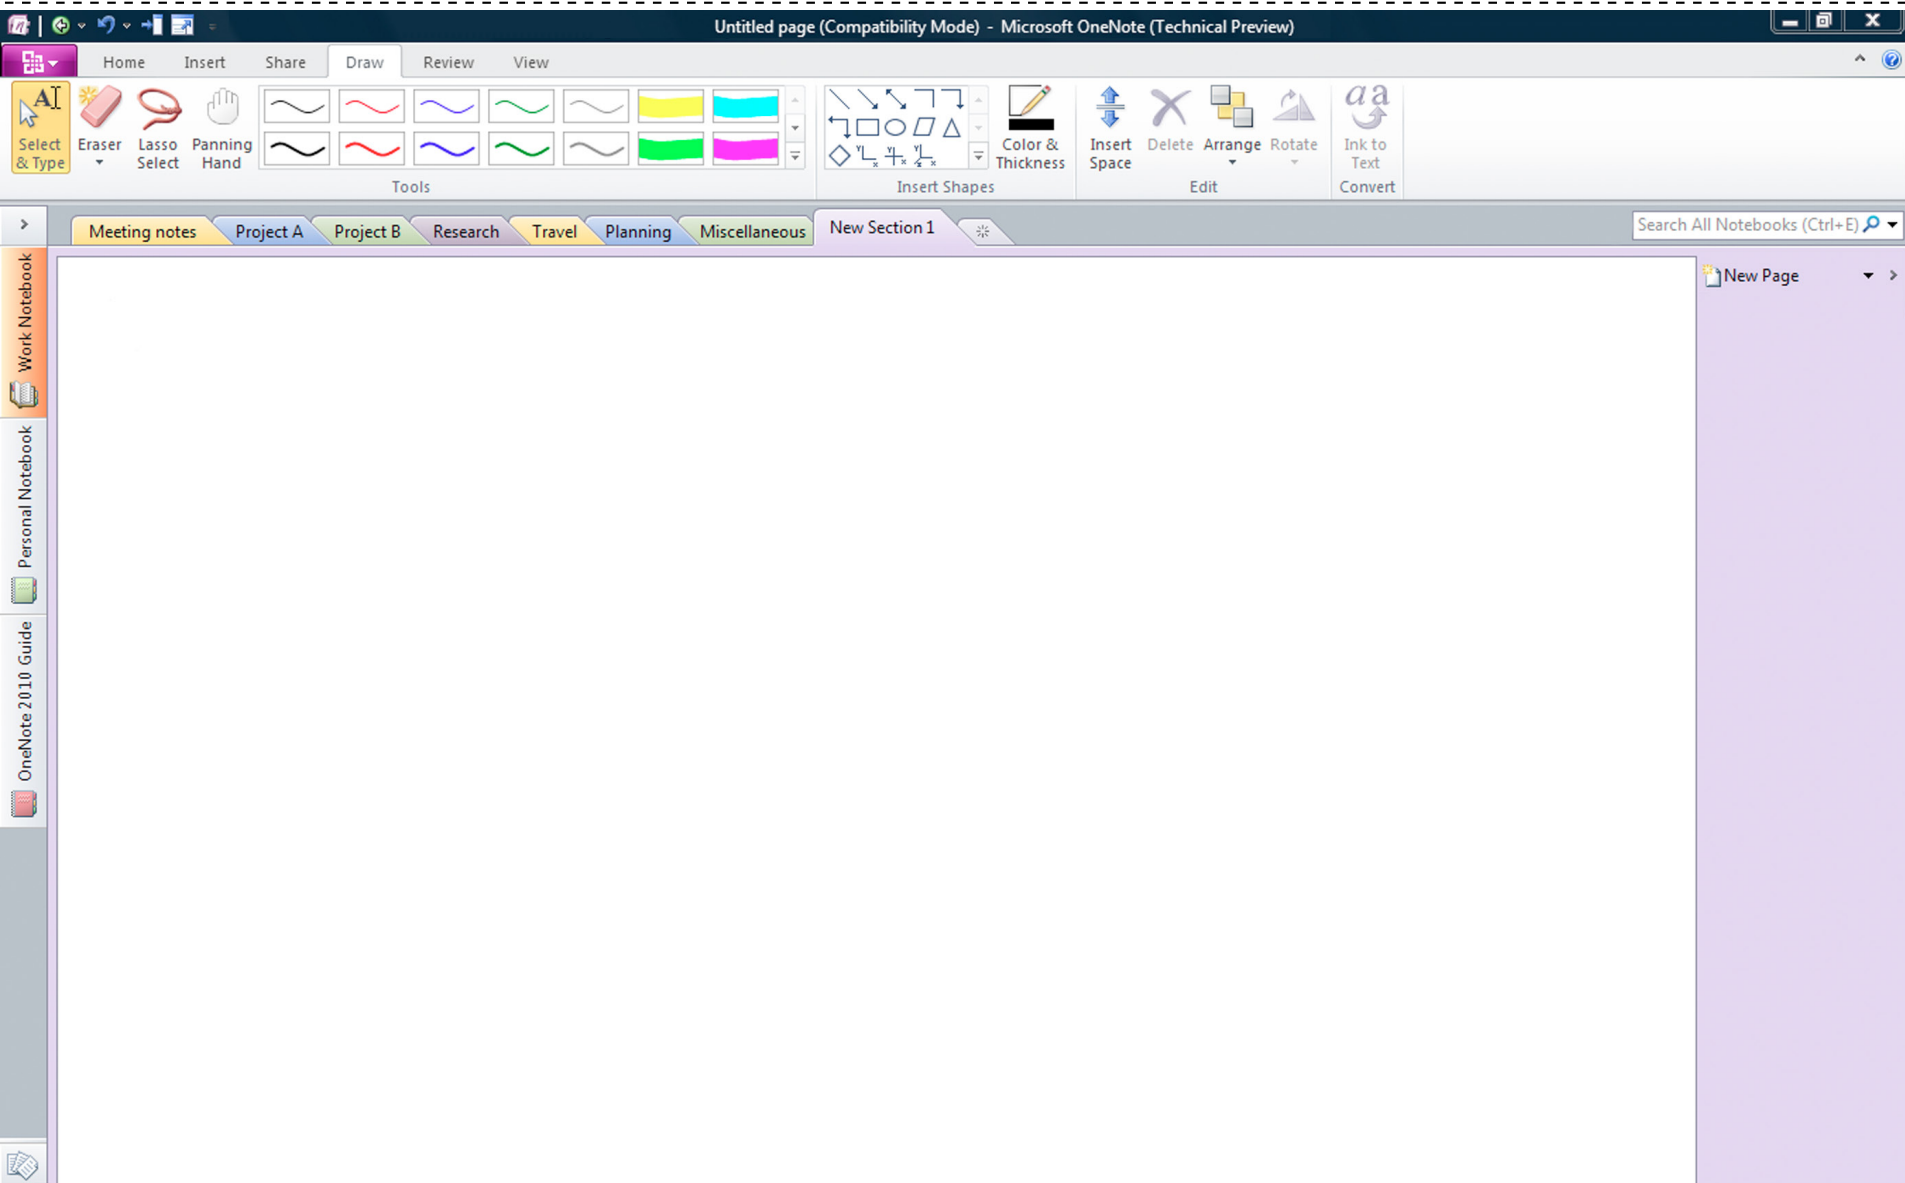 Untitled page (Compatibility Mode) - Microsoft OneNote (Technical Preview)
Home Insert Share Draw Review View
Select & Type
Eraser
Lasso Select
Panning Hand
Tools
Color & Thickness
Insert Shapes
Insert Space
Delete
Arrange
Rotate
Edit
Ink to Text
Convert
Meeting notes Project A Project B Research Travel Planning Miscellaneous New Section 1
Search All Notebooks (Ctrl+E)
New Page
Work Notebook
Personal Notebook
OneNote 2010 Guide